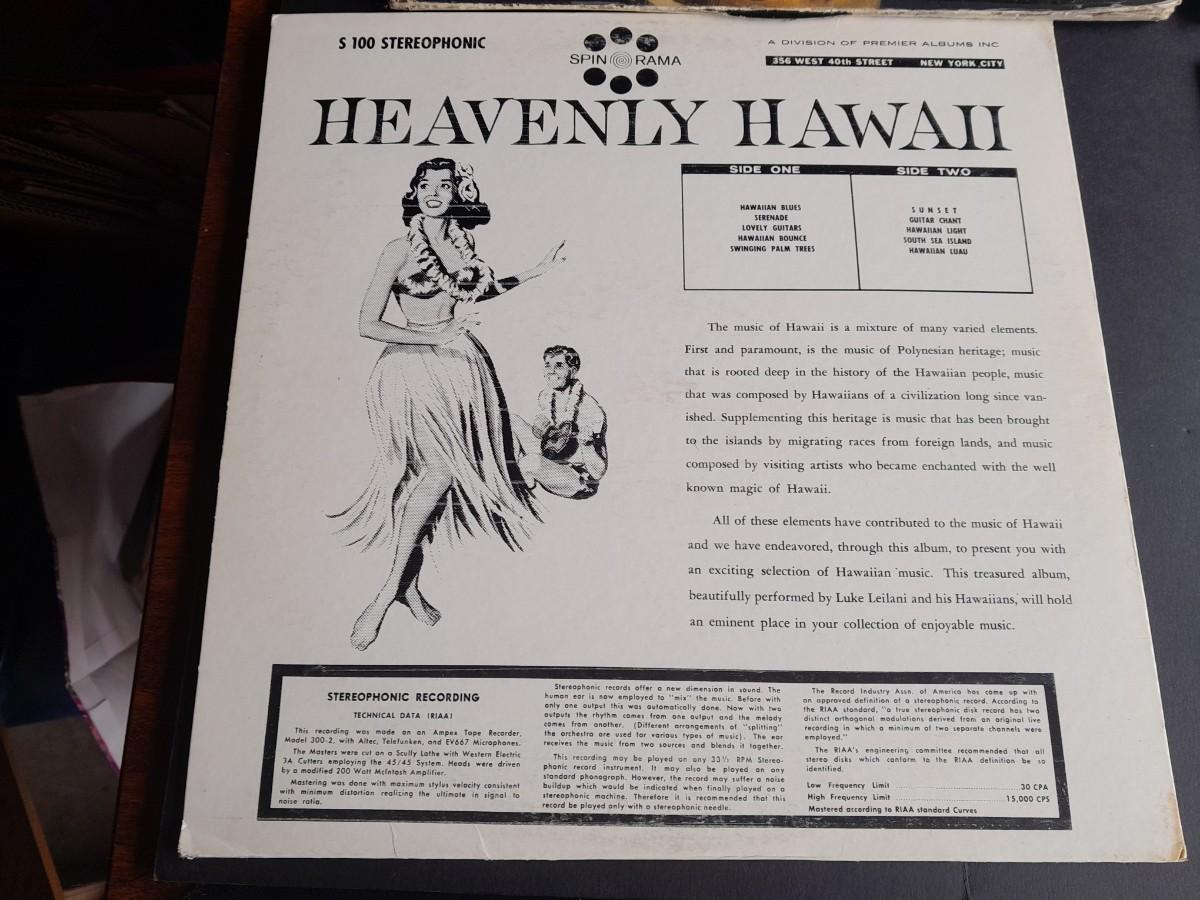 S 100 STEREOPHONIC
SPIN RAMA
A DIVISION OF PREMIER ALBUMS INC
356 WEST 40th STREET NEW YORK CITY
HEAVENLY HAWAII
SIDE ONE
HAWAIIAN BLUES
SERENADE
LOVELY GUITARS
HAWAIIAN BOUNCE
SWINGING PALM TREES
SIDE TWO
SUNSET
GUITAR CHANT
HAWAIIAN LIGHT
SOUTH SEA ISLAND
HAWAIIAN LUAU
The music of Hawaii is a mixture of many varied elements.
First and paramount, is the music of Polynesian heritage; music
that is rooted deep in the history of the Hawaiian people, music
that was composed by Hawaiians of a civilization long since van-
ished. Supplementing this heritage is music that has been brought
to the islands by migrating races from foreign lands, and music
composed by visiting artists who became enchanted with the well
known magic of Hawaii.
All of these elements have contributed to the music of Hawaii
and we have endeavored, through this album, to present you with
an exciting selection of Hawaiian music. This treasured album,
beautifully performed by Luke Leilani and his Hawaiians, will hold
an eminent place in your collection of enjoyable music.
STEREOPHONIC RECORDING
TECHNICAL DATA (RIAA)
This recording was made on an Ampex Tape Recorder,
Model 300-2, with Altec, Telefunken, and EV667 Microphones.
The Masters were cut on a Scully Lathe with Western Electric
3A Cutters employing the 45/45 System. Heads were driven
by a modified 200 Watt McIntosh Amplifier.
Mastering was done with maximum stylus velocity consistent
with minimum distortion realizing the ultimate in signal to
noise ratio.
Stereophonic records offer a new dimension in sound. The
human ear is now employed to "mix" the music. Before with
only one output this was automatically done. Now with two
outputs the rhythm comes from one output and the melody
comes from another. (Different arrangements of "splitting"
the orchestra are used for various types of music). The ear
receives the music from two sources and blends it together.
This recording may be played on any 33⅓ RPM Stereo-
phonic record instrument. It may also be played on any
standard phonograph. However, the record may suffer a noise
buildup which would be indicated when finally played on a
stereophonic machine. Therefore it is recommended that this
record be played only with a stereophonic needle.
The Record Industry Assn. of America has come up with
an approved definition of a stereophonic record. According to
the RIAA standard, "a true stereophonic disk record has two
distinct orthogonal modulations derived from an original live
recording in which a minimum of two separate channels were
employed."
The RIAA's engineering committee recommended that all
stereo disks which conform to the RIAA definition be so
identified.
Low Frequency Limit ........ 30 CPA
High Frequency Limit ........ 15,000 CPS
Mastered according to RIAA standard Curves